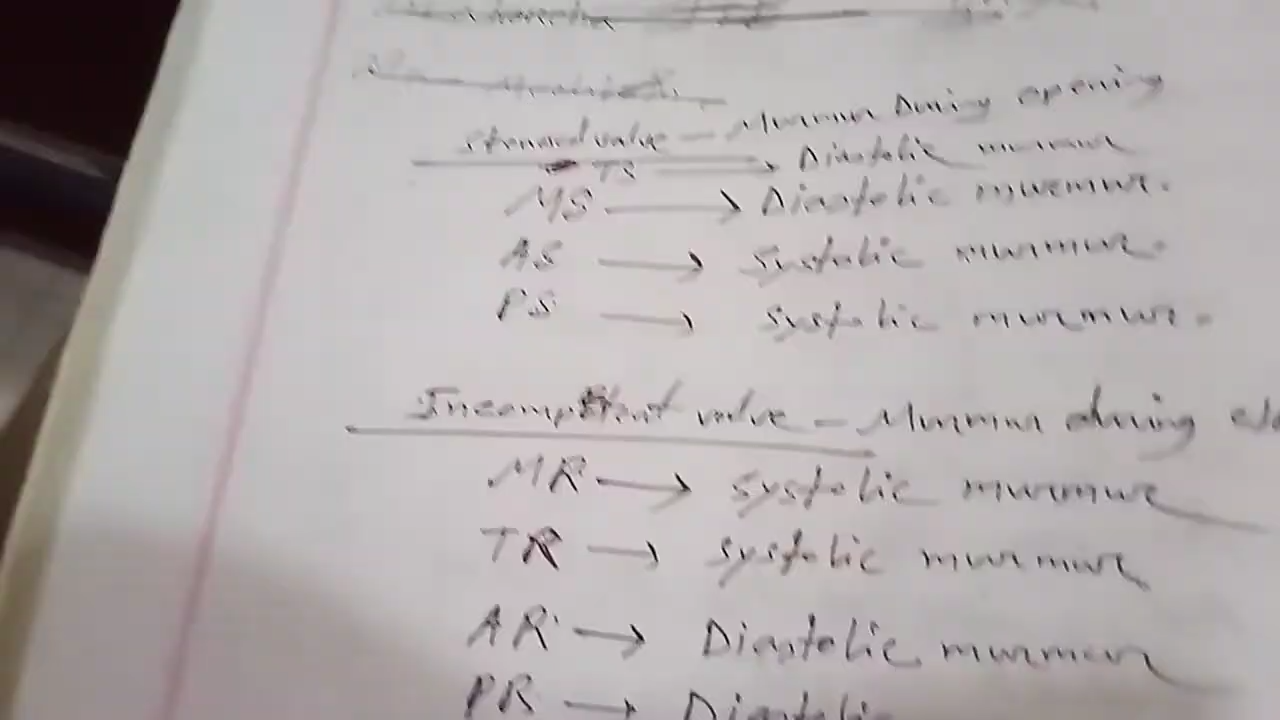 Stenosed valve - Murmur During opening
TS → Diastolic murmur
MS → Diastolic murmur.
AS → Systolic murmur.
PS → Systolic murmur.
Incompetent valve - Murmur during
MR → Systolic murmur
TR → Systolic murmur
AR → Diastolic murmur
PR → Diastolic